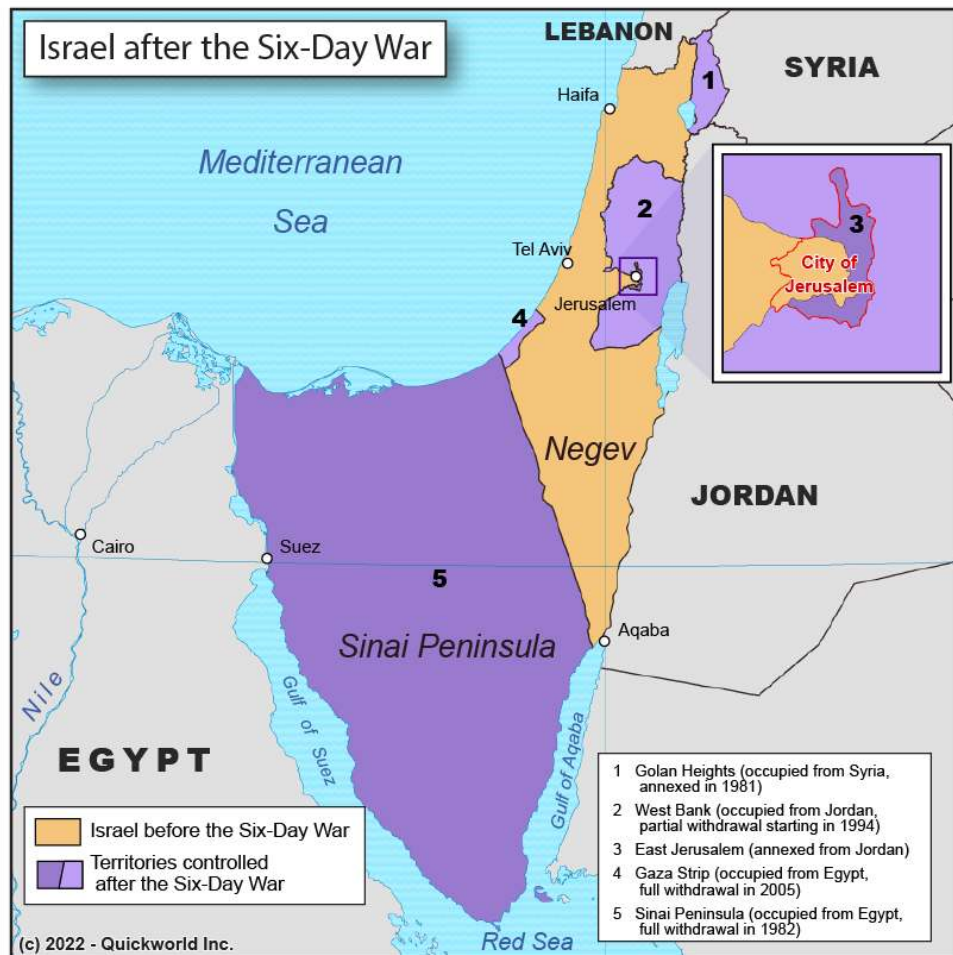 Israel after the Six-Day War
LEBANON
SYRIA
1
Haifa
Mediterranean
Sea
2
3
City of
Jerusalem
Tel Aviv
Jerusalem
4
Negev
JORDAN
Cairo
Suez
5
Sinai Peninsula
Aqaba
Nile
Gulf of Suez
Gulf of Aqaba
EGYPT
Israel before the Six-Day War
Territories controlled
after the Six-Day War
1 Golan Heights (occupied from Syria,
annexed in 1981)
2 West Bank (occupied from Jordan,
partial withdrawal starting in 1994)
3 East Jerusalem (annexed from Jordan)
4 Gaza Strip (occupied from Egypt,
full withdrawal in 2005)
5 Sinai Peninsula (occupied from Egypt,
full withdrawal in 1982)
(c) 2022 - Quickworld Inc.
Red Sea